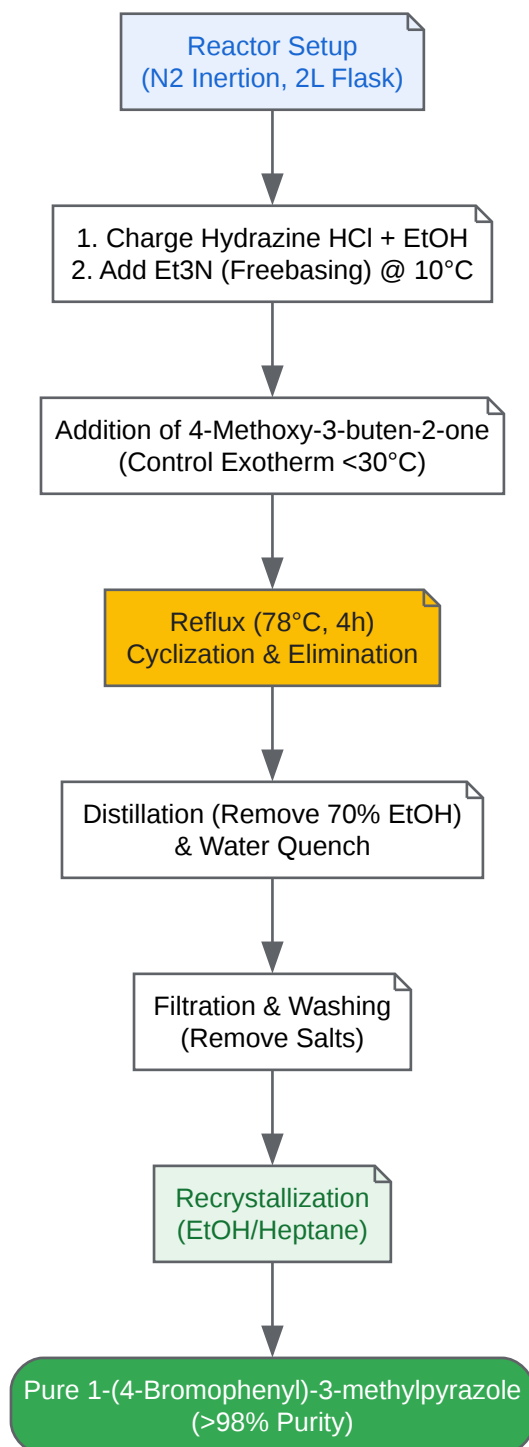 Reactor Setup
(N2 Inertion, 2L Flask)
1. Charge Hydrazine HCl + EtOH
2. Add Et3N (Freebasing) @ 10°C
Addition of 4-Methoxy-3-buten-2-one
(Control Exotherm <30°C)
Reflux (78°C, 4h)
Cyclization & Elimination
Distillation (Remove 70% EtOH)
& Water Quench
Filtration & Washing
(Remove Salts)
Recrystallization
(EtOH/Heptane)
Pure 1-(4-Bromophenyl)-3-methylpyrazole
(>98% Purity)